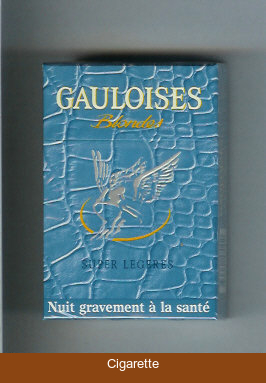 GAULOISES
Blondes
SUPER LEGERES
Nuit gravement à la santé
Cigarette